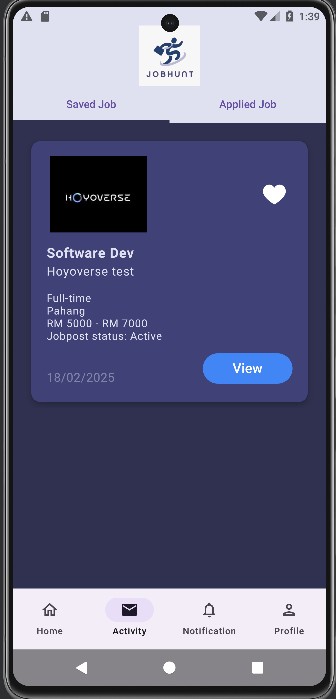 1:39
JOBHUNT
Saved Job
Applied Job
HOYOVERSE
Software Dev
Hoyoverse test
Full-time
Pahang
RM 5000 - RM 7000
Jobpost status: Active
18/02/2025
View
Home
Activity
Notification
Profile